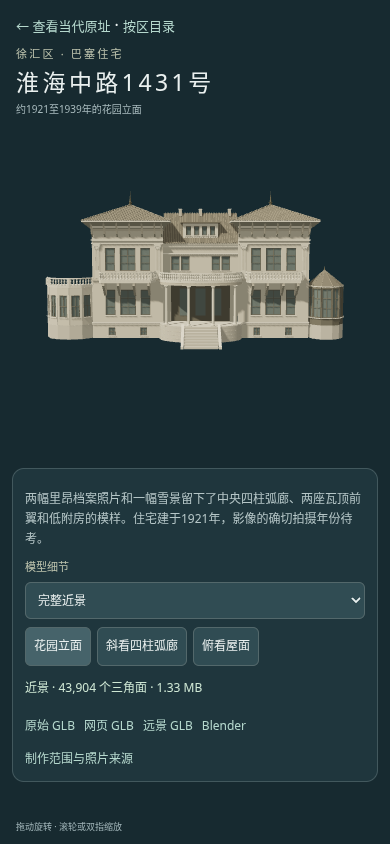 ← 查看当代原址 · 按区目录
徐汇区 · 巴塞住宅
淮海中路1431号
约1921至1939年的花园立面
两幅里昂档案照片和一幅雪景留下了中央四柱弧廊、两座瓦顶前
翼和低附房的模样。住宅建于1921年，影像的确切拍摄年份待
考。
模型细节
完整近景
花园立面 斜看四柱弧廊 俯看屋面
近景 · 43,904 个三角面 · 1.33 MB
原始 GLB 网页 GLB 远景 GLB Blender
制作范围与照片来源
拖动旋转 · 滚轮或双指缩放